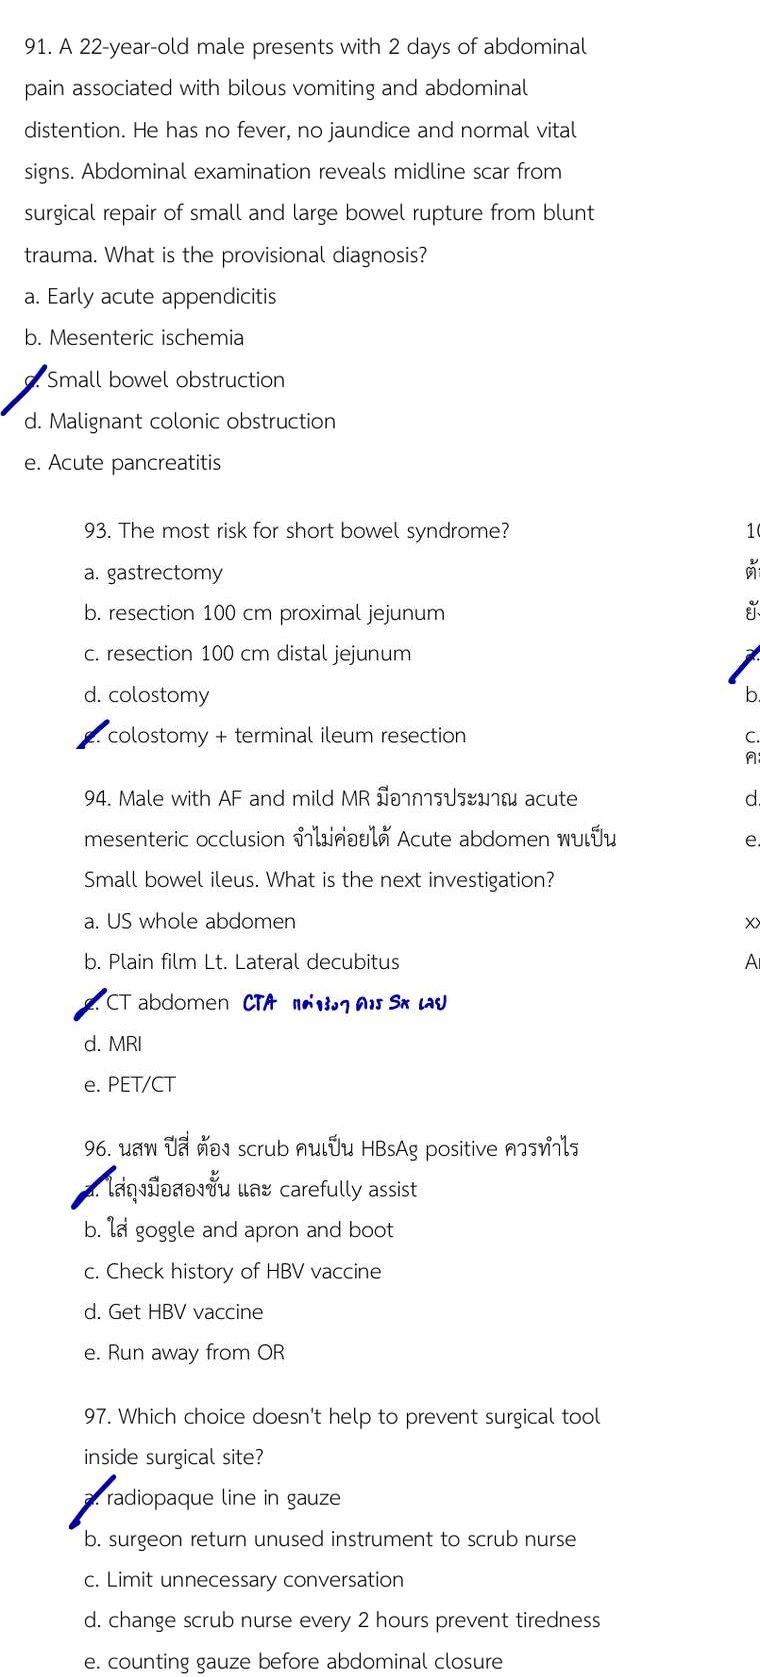 91. A 22-year-old male presents with 2 days of abdominal
pain associated with bilous vomiting and abdominal
distention. He has no fever, no jaundice and normal vital
signs. Abdominal examination reveals midline scar from
surgical repair of small and large bowel rupture from blunt
trauma. What is the provisional diagnosis?
a. Early acute appendicitis
b. Mesenteric ischemia
c. Small bowel obstruction
d. Malignant colonic obstruction
e. Acute pancreatitis
93. The most risk for short bowel syndrome?
a. gastrectomy
b. resection 100 cm proximal jejunum
c. resection 100 cm distal jejunum
d. colostomy
e. colostomy + terminal ileum resection
94. Male with AF and mild MR มีอาการประมาณ acute
mesenteric occlusion จำไม่ค่อยได้ Acute abdomen พบเป็น
Small bowel ileus. What is the next investigation?
a. US whole abdomen
b. Plain film Lt. Lateral decubitus
c. CT abdomen CTA แต่จริงๆ ควร Sx เลย
d. MRI
e. PET/CT
96. นสพ ปีสี่ ต้อง scrub คนเป็น HBsAg positive ควรทำไร
a. ใส่ถุงมือสองชั้น และ carefully assist
b. ใส่ goggle and apron and boot
c. Check history of HBV vaccine
d. Get HBV vaccine
e. Run away from OR
97. Which choice doesn't help to prevent surgical tool
inside surgical site?
a. radiopaque line in gauze
b. surgeon return unused instrument to scrub nurse
c. Limit unnecessary conversation
d. change scrub nurse every 2 hours prevent tiredness
e. counting gauze before abdominal closure
a.
b.
c.
d.
e.